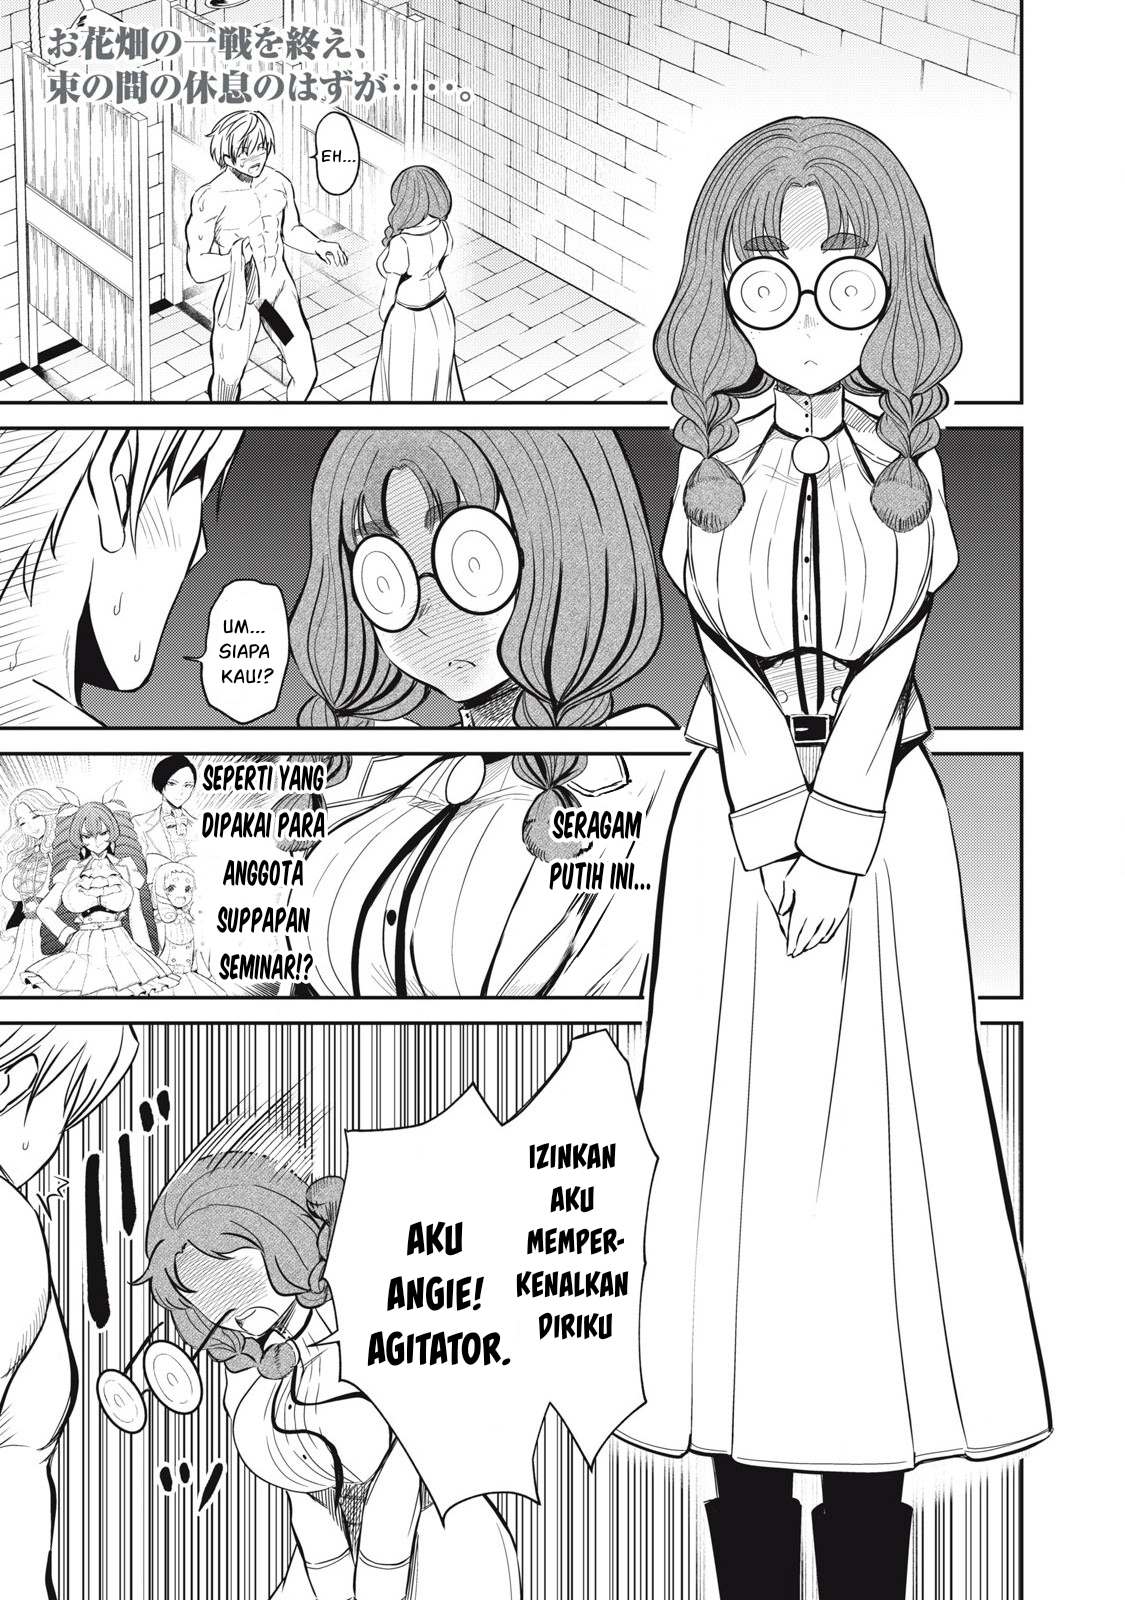 お花畑の一戦を終え、
束の間の休息のはずが‥‥。
EH...
UM...
SIAPA
KAU!?
SERAGAM
PUTIH INI...
SEPERTI YANG
DIPAKAI PARA
ANGGOTA
SUPPAPAN
SEMINAR!?
IZINKAN
AKU
MEMPER-
KENALKAN
DIRIKU
AKU
ANGIE!
AGITATOR.